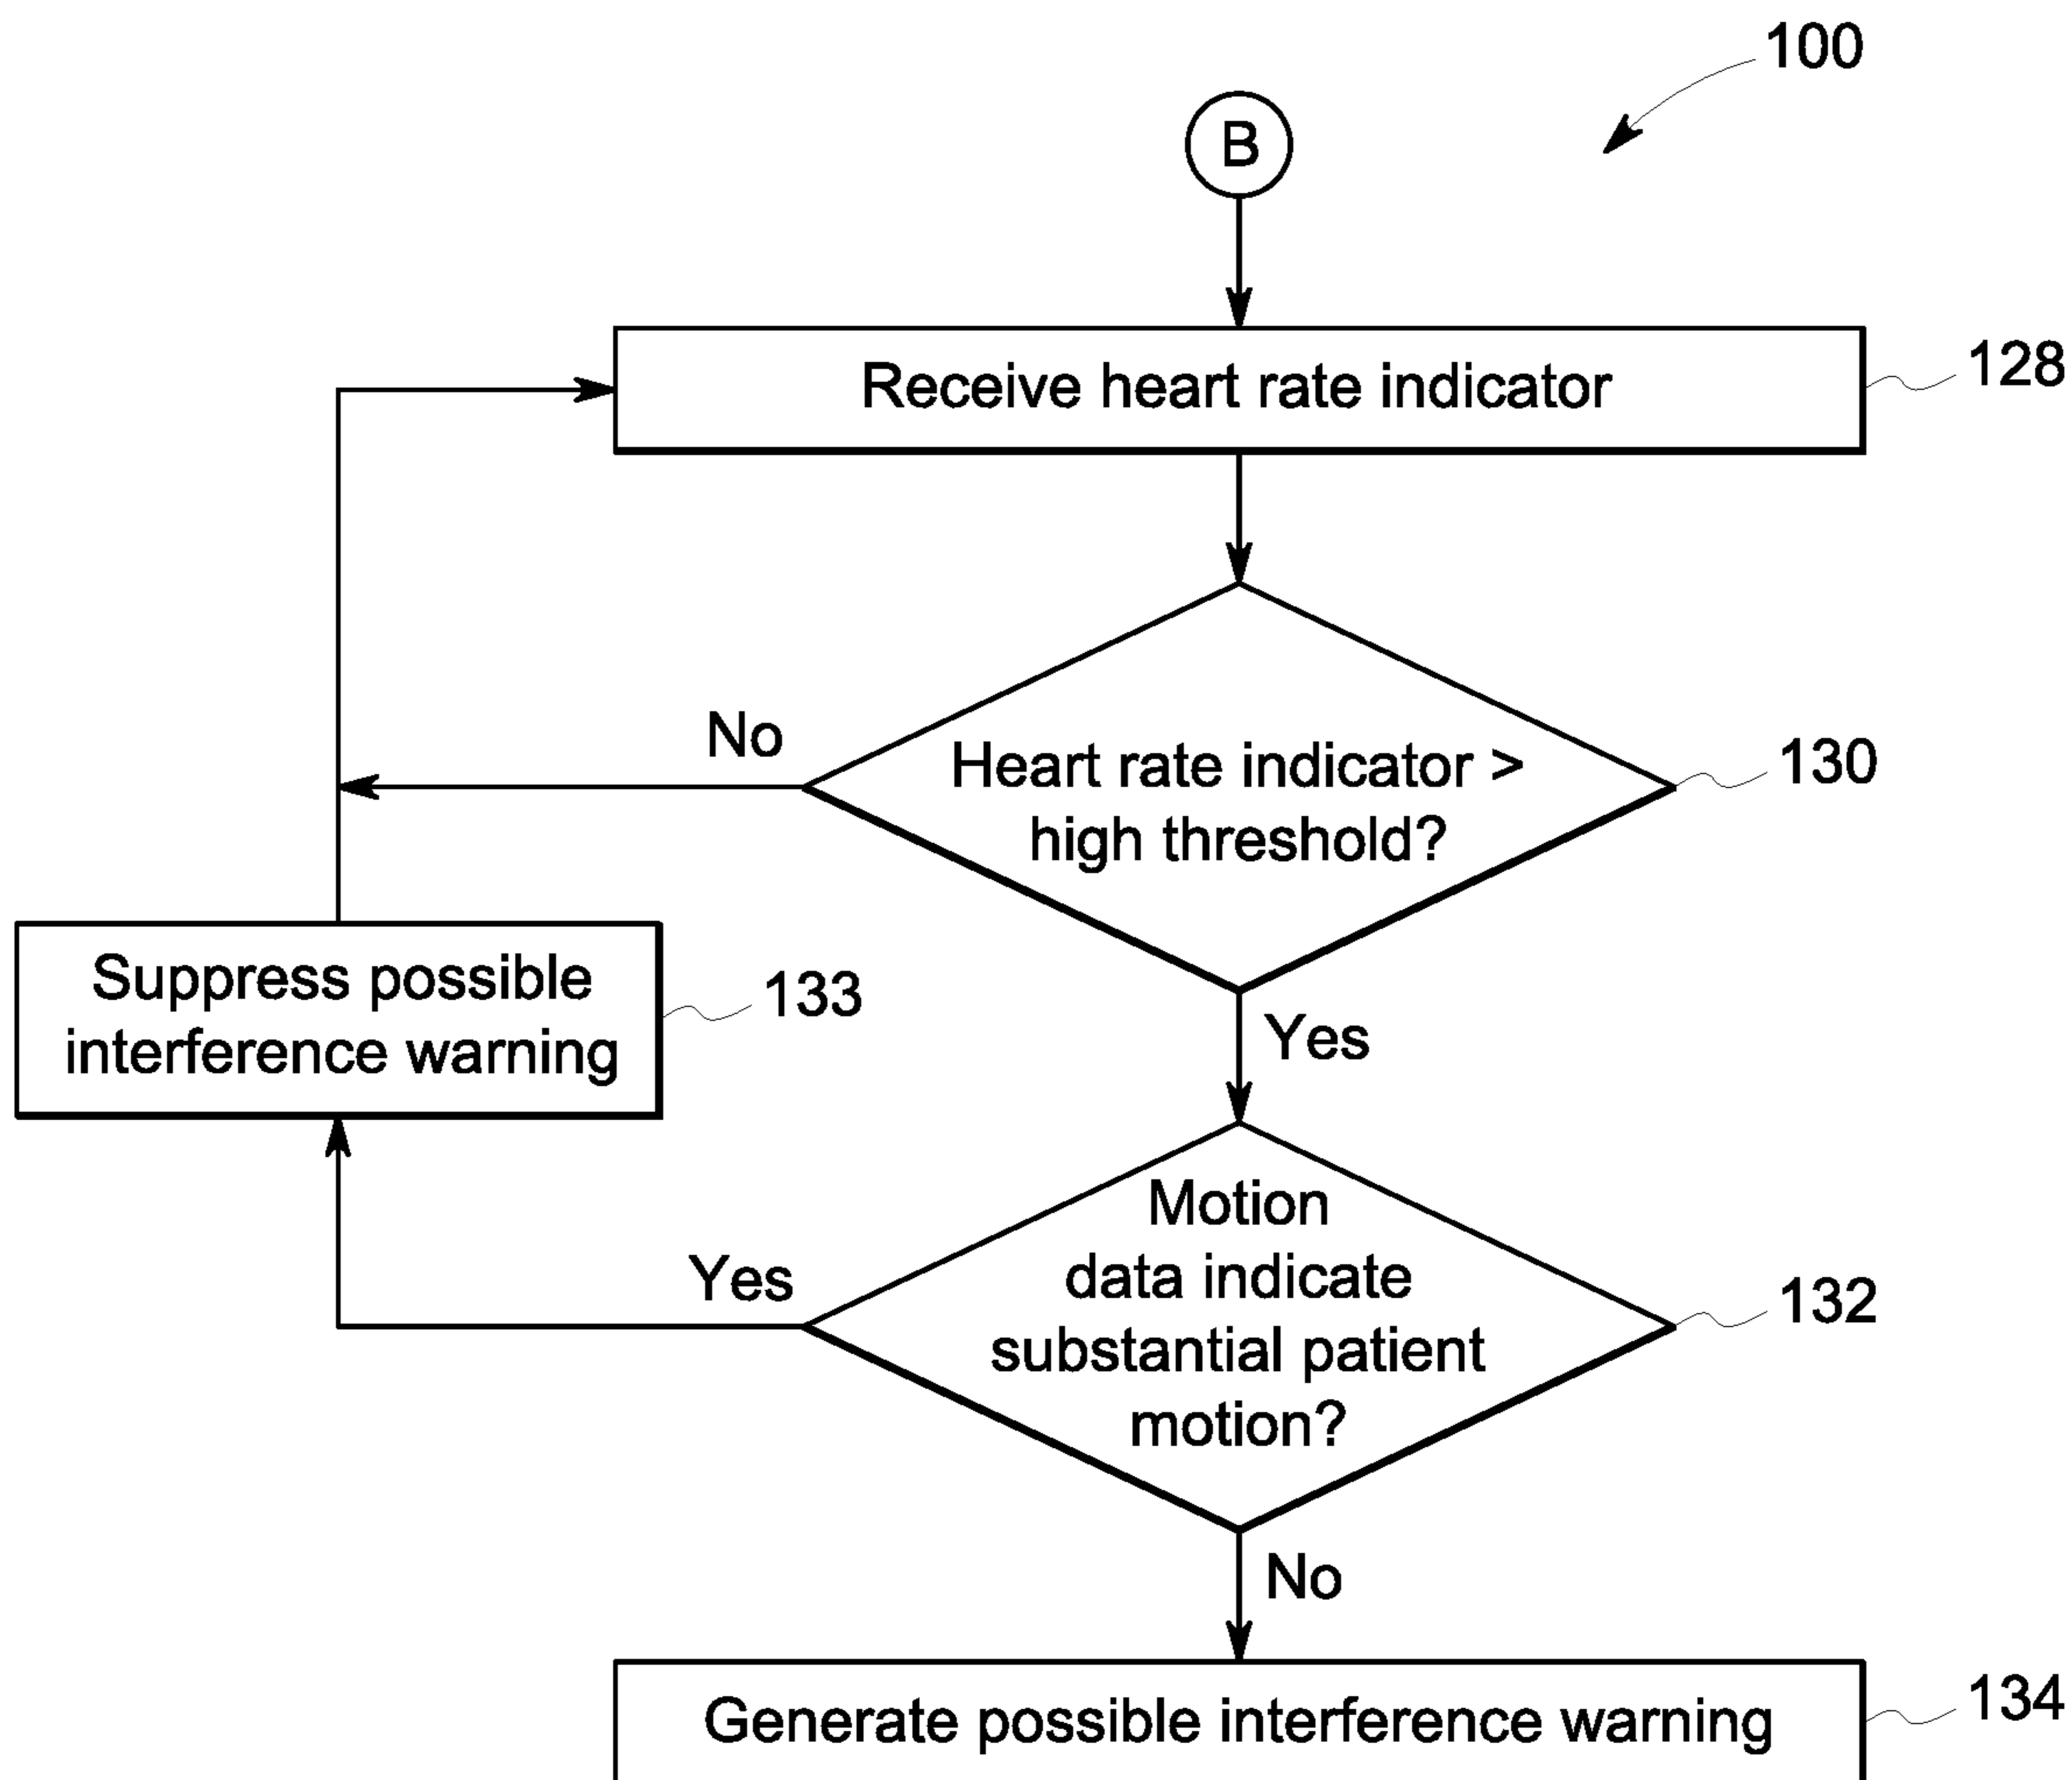 100
B
Receive heart rate indicator
128
No
Heart rate indicator >
high threshold?
130
Suppress possible
interference warning
133
Yes
Motion
data indicate
substantial patient
motion?
132
Yes
No
Generate possible interference warning
134